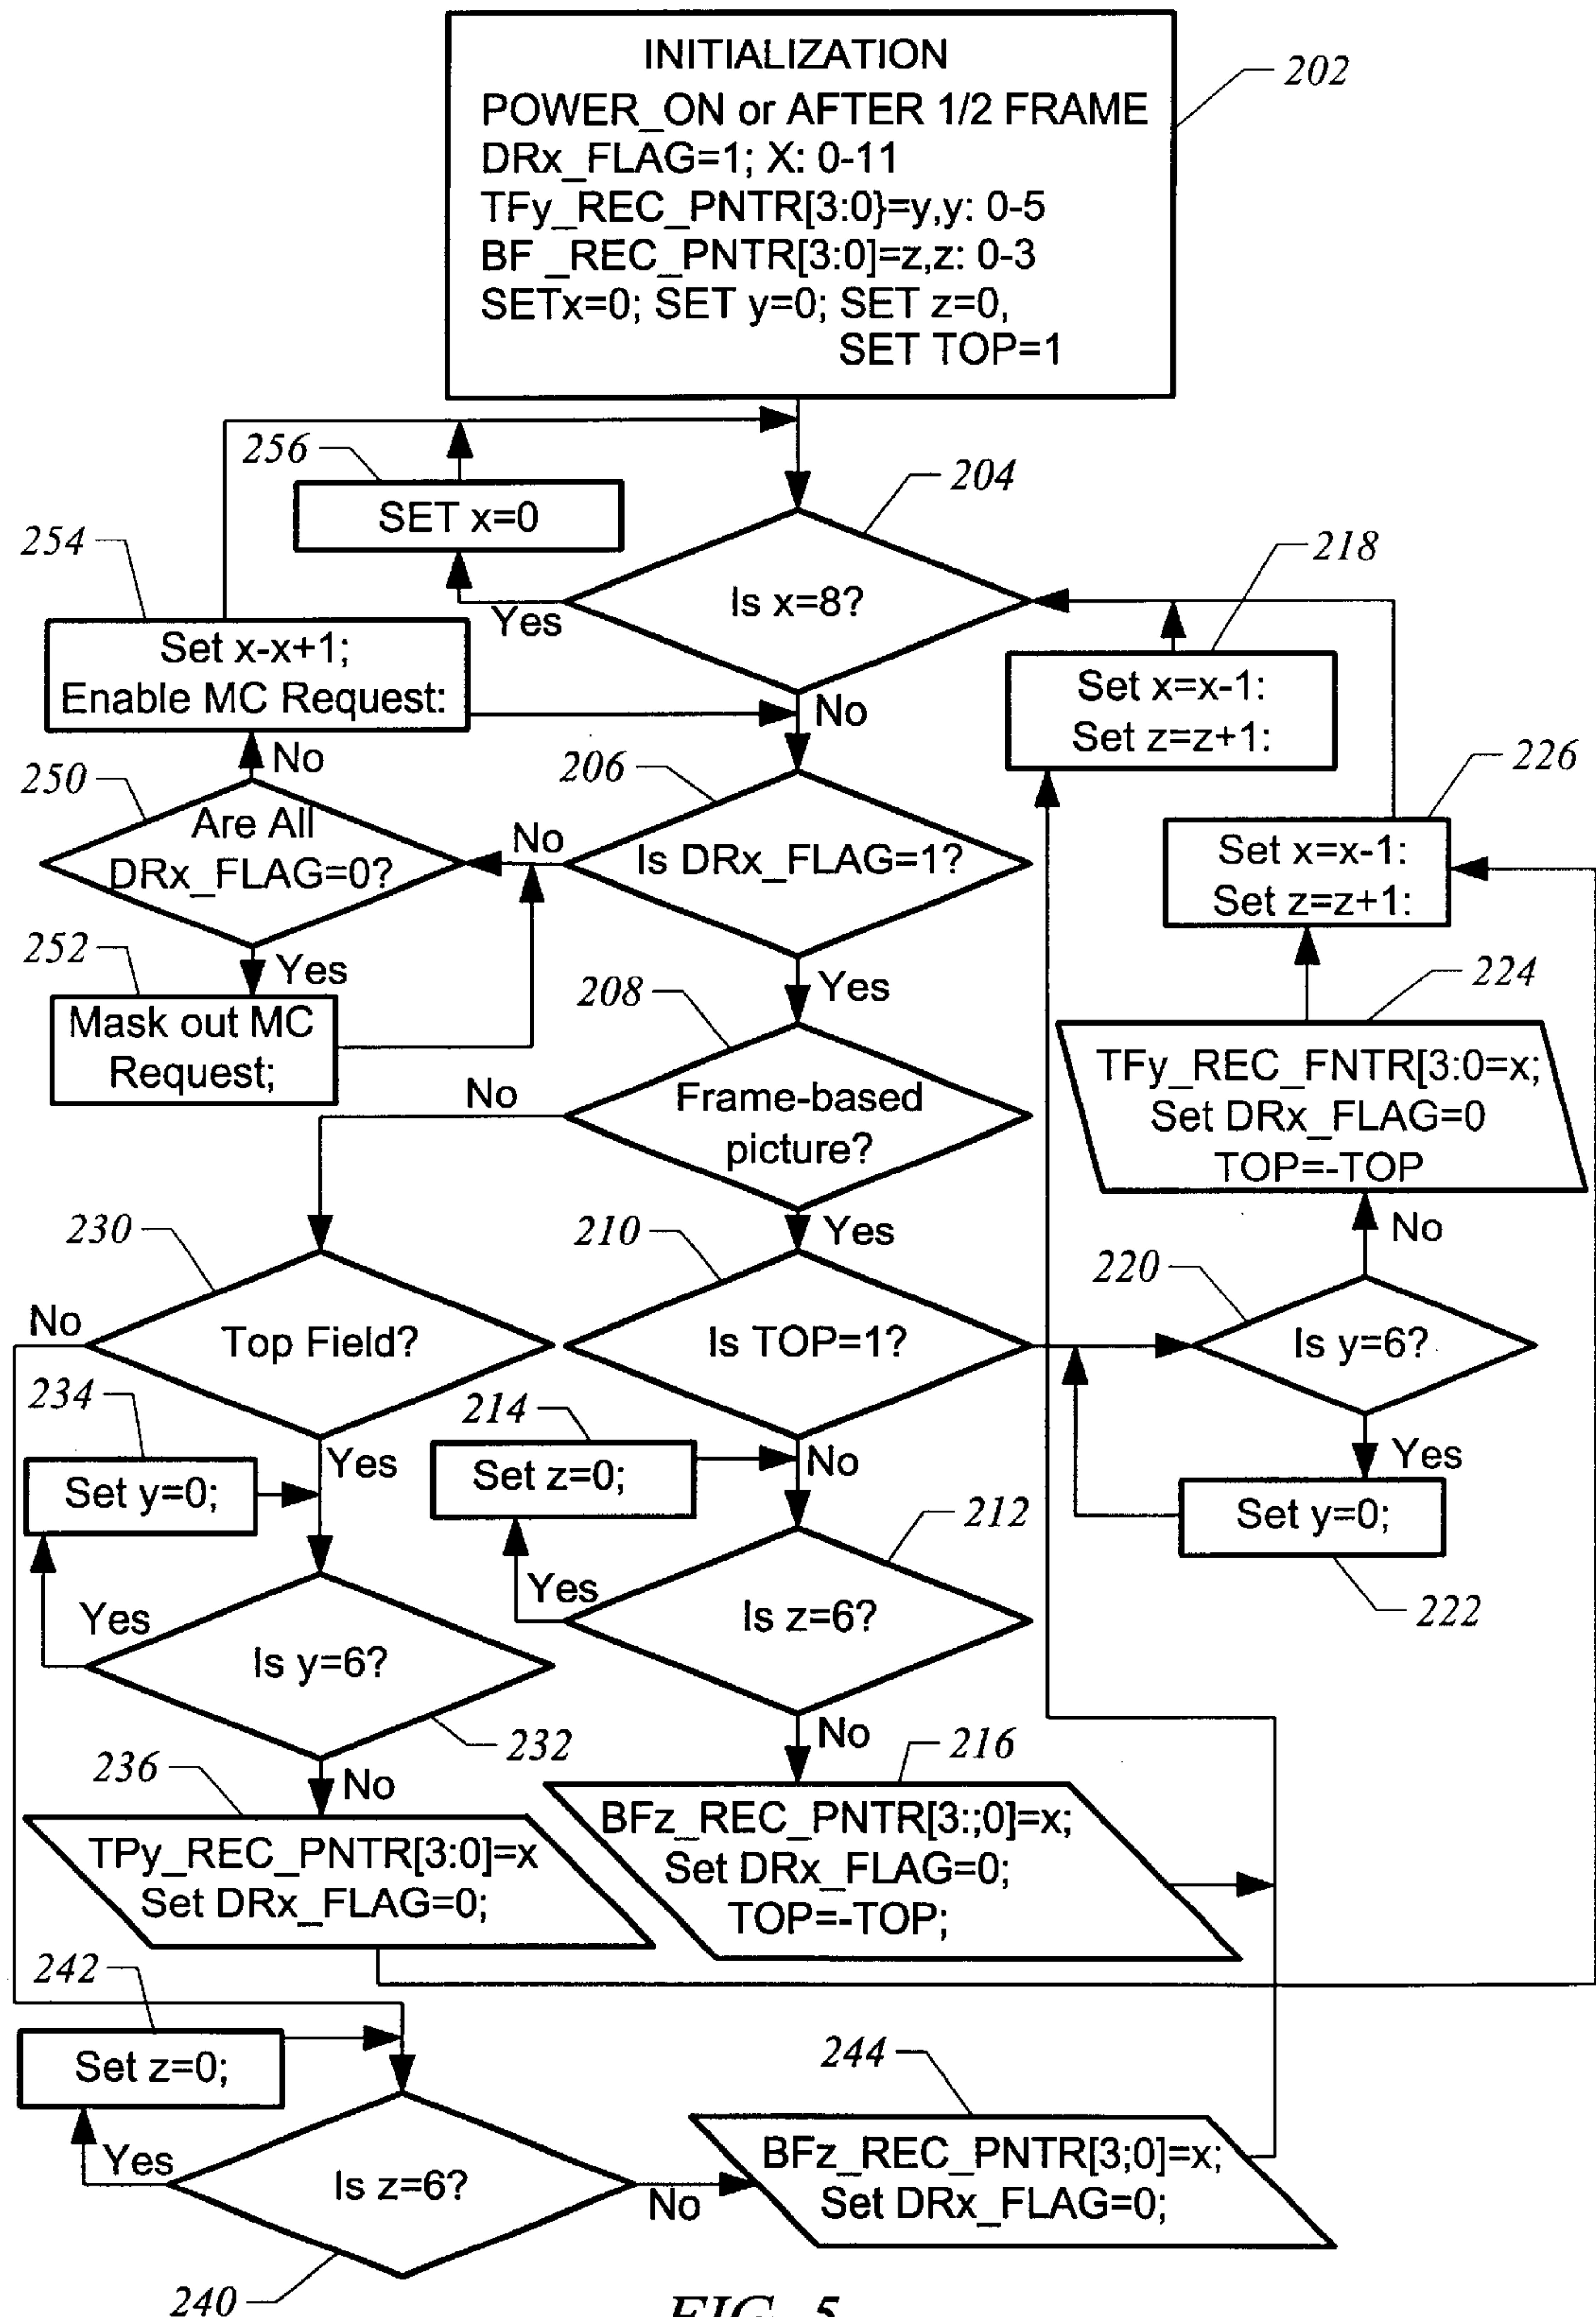 INITIALIZATION
POWER_ON or AFTER 1/2 FRAME
DRx_FLAG=1; X: 0-11
TFy_REC_PNTR[3:0}=y,y: 0-5
BF _REC_PNTR[3:0]=z,z: 0-3
SETx=0; SET y=0; SET z=0,
SET TOP=1
202
256
SET x=0
204
Is x=8?
Yes
No
254
Set x-x+1;
Enable MC Request:
218
Set x=x-1:
Set z=z+1:
226
Set x=x-1:
Set z=z+1:
250
Are All
DRx_FLAG=0?
No
Yes
206
Is DRx_FLAG=1?
No
Yes
252
Mask out MC
Request;
208
Frame-based
picture?
No
Yes
224
TFy_REC_FNTR[3:0=x;
Set DRx_FLAG=0
TOP=-TOP
230
Top Field?
No
Yes
210
Is TOP=1?
No
220
Is y=6?
No
Yes
Set y=0;
222
234
Set y=0;
214
Set z=0;
212
Is z=6?
Yes
No
Is y=6?
Yes
No
232
236
TPy_REC_PNTR[3:0]=x
Set DRx_FLAG=0;
216
BFz_REC_PNTR[3:;0]=x;
Set DRx_FLAG=0;
TOP=-TOP;
242
Set z=0;
Is z=6?
Yes
No
240
244
BFz_REC_PNTR[3;0]=x;
Set DRx_FLAG=0;
FIG. 5